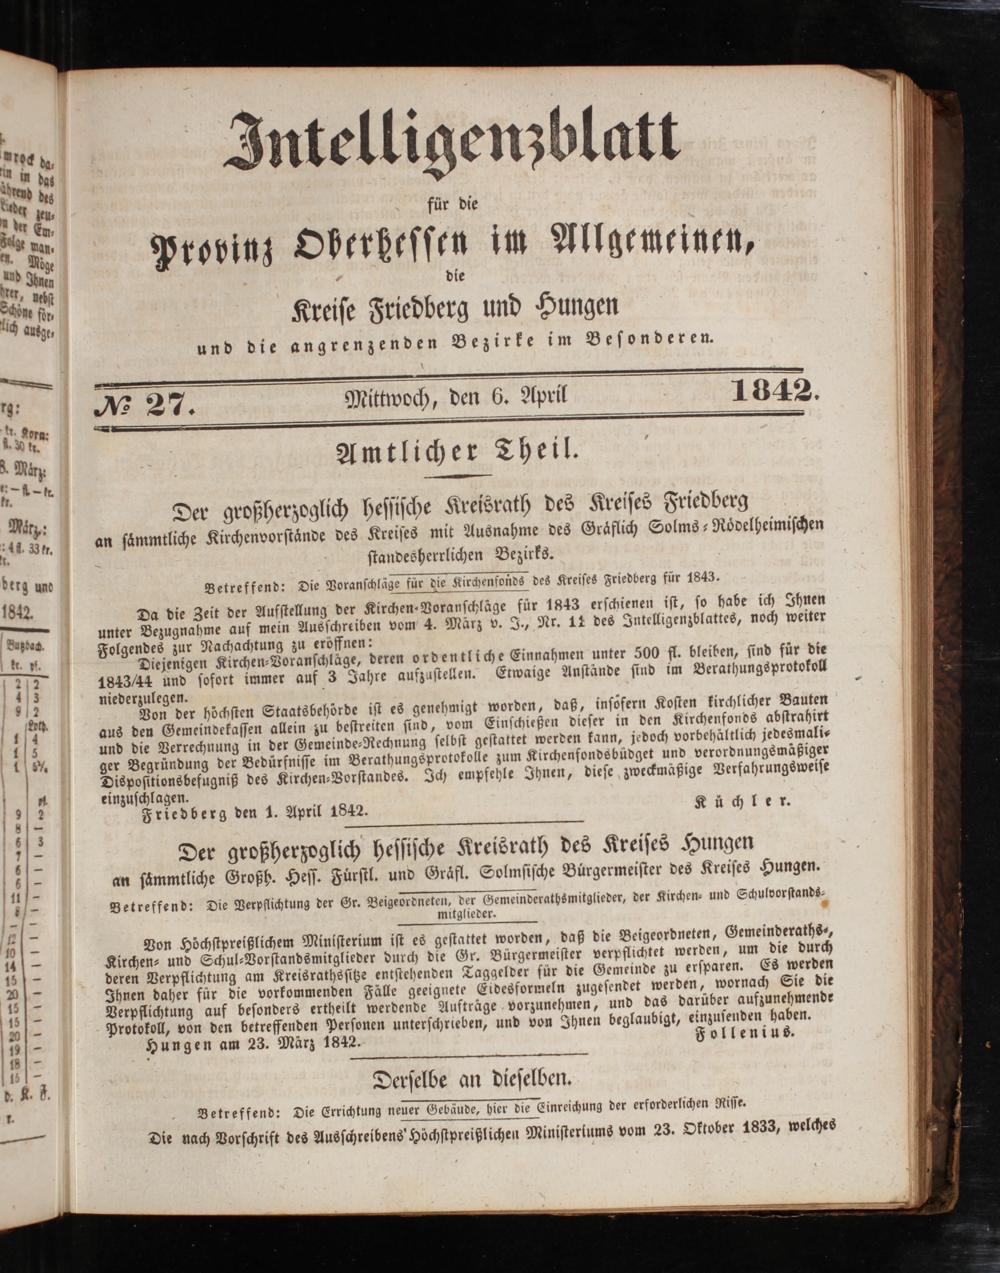 Intelligenzblatt
für die
Provinz Oberhessen im Allgemeinen,
die
Kreise Friedberg und Hungen
und die angrenzenden Bezirke im Besonderen.
№ 27. Mittwoch, den 6. April 1842.
Amtlicher Theil.
Der großherzoglich hessische Kreisrath des Kreises Friedberg
an sämmtliche Kirchenvorstände des Kreises mit Ausnahme des Gräflich Solms-Rödelheimischen
standesherrlichen Bezirks.
Betreffend: Die Voranschläge für die Kirchenfonds des Kreises Friedberg für 1843.
Da die Zeit der Aufstellung der Kirchen-Voranschläge für 1843 erschienen ist, so habe ich Ihnen
unter Bezugnahme auf mein Ausschreiben vom 4. März v. J., Nr. 11 des Intelligenzblattes, noch weiter
Folgendes zur Nachachtung zu eröffnen:
Diejenigen Kirchen-Voranschläge, deren ordentliche Einnahmen unter 500 fl. bleiben, sind für die
1843/44 und sofort immer auf 3 Jahre aufzustellen. Etwaige Anstände sind im Berathungsprotokoll
niederzulegen.
Von der höchsten Staatsbehörde ist es genehmigt worden, daß, insofern Kosten kirchlicher Bauten
aus den Gemeindekassen allein zu bestreiten sind, vom Einschießen dieser in den Kirchenfonds abstrahirt
und die Verrechnung in der Gemeinde-Rechnung selbst gestattet werden kann, jedoch vorbehältlich jedesmali-
ger Begründung der Bedürfnisse im Berathungsprotokolle zum Kirchenfondsbüdget und verordnungsmäßiger
Dispositionsbefugniß des Kirchen-Vorstandes. Ich empfehle Ihnen, diese zweckmäßige Verfahrungsweise
einzuschlagen.
Friedberg den 1. April 1842. Küchler.
Der großherzoglich hessische Kreisrath des Kreises Hungen
an sämmtliche Großh. Hess. Fürstl. und Gräfl. Solmsische Bürgermeister des Kreises Hungen.
Betreffend: Die Verpflichtung der Gr. Beigeordneten, der Gemeinderathsmitglieder, der Kirchen- und Schulvorstands-
mitglieder.
Von Höchstpreißlichem Ministerium ist es gestattet worden, daß die Beigeordneten, Gemeinderaths-,
Kirchen- und Schul-Vorstandsmitglieder durch die Gr. Bürgermeister verpflichtet werden, um die durch
deren Verpflichtung am Kreisrathssitze entstehenden Taggelder für die Gemeinde zu ersparen. Es werden
Ihnen daher für die vorkommenden Fälle geeignete Eidesformeln zugesendet werden, wornach Sie die
Verpflichtung auf besonders ertheilt werdende Aufträge vorzunehmen, und das darüber aufzunehmende
Protokoll, von den betreffenden Personen unterschrieben, und von Ihnen beglaubigt, einzusenden haben.
Hungen am 23. März 1842. Follenius.
Derselbe an dieselben.
Betreffend: Die Errichtung neuer Gebäude, hier die Einreichung der erforderlichen Risse.
Die nach Vorschrift des Ausschreibens Höchstpreißlichen Ministeriums vom 23. Oktober 1833, welches